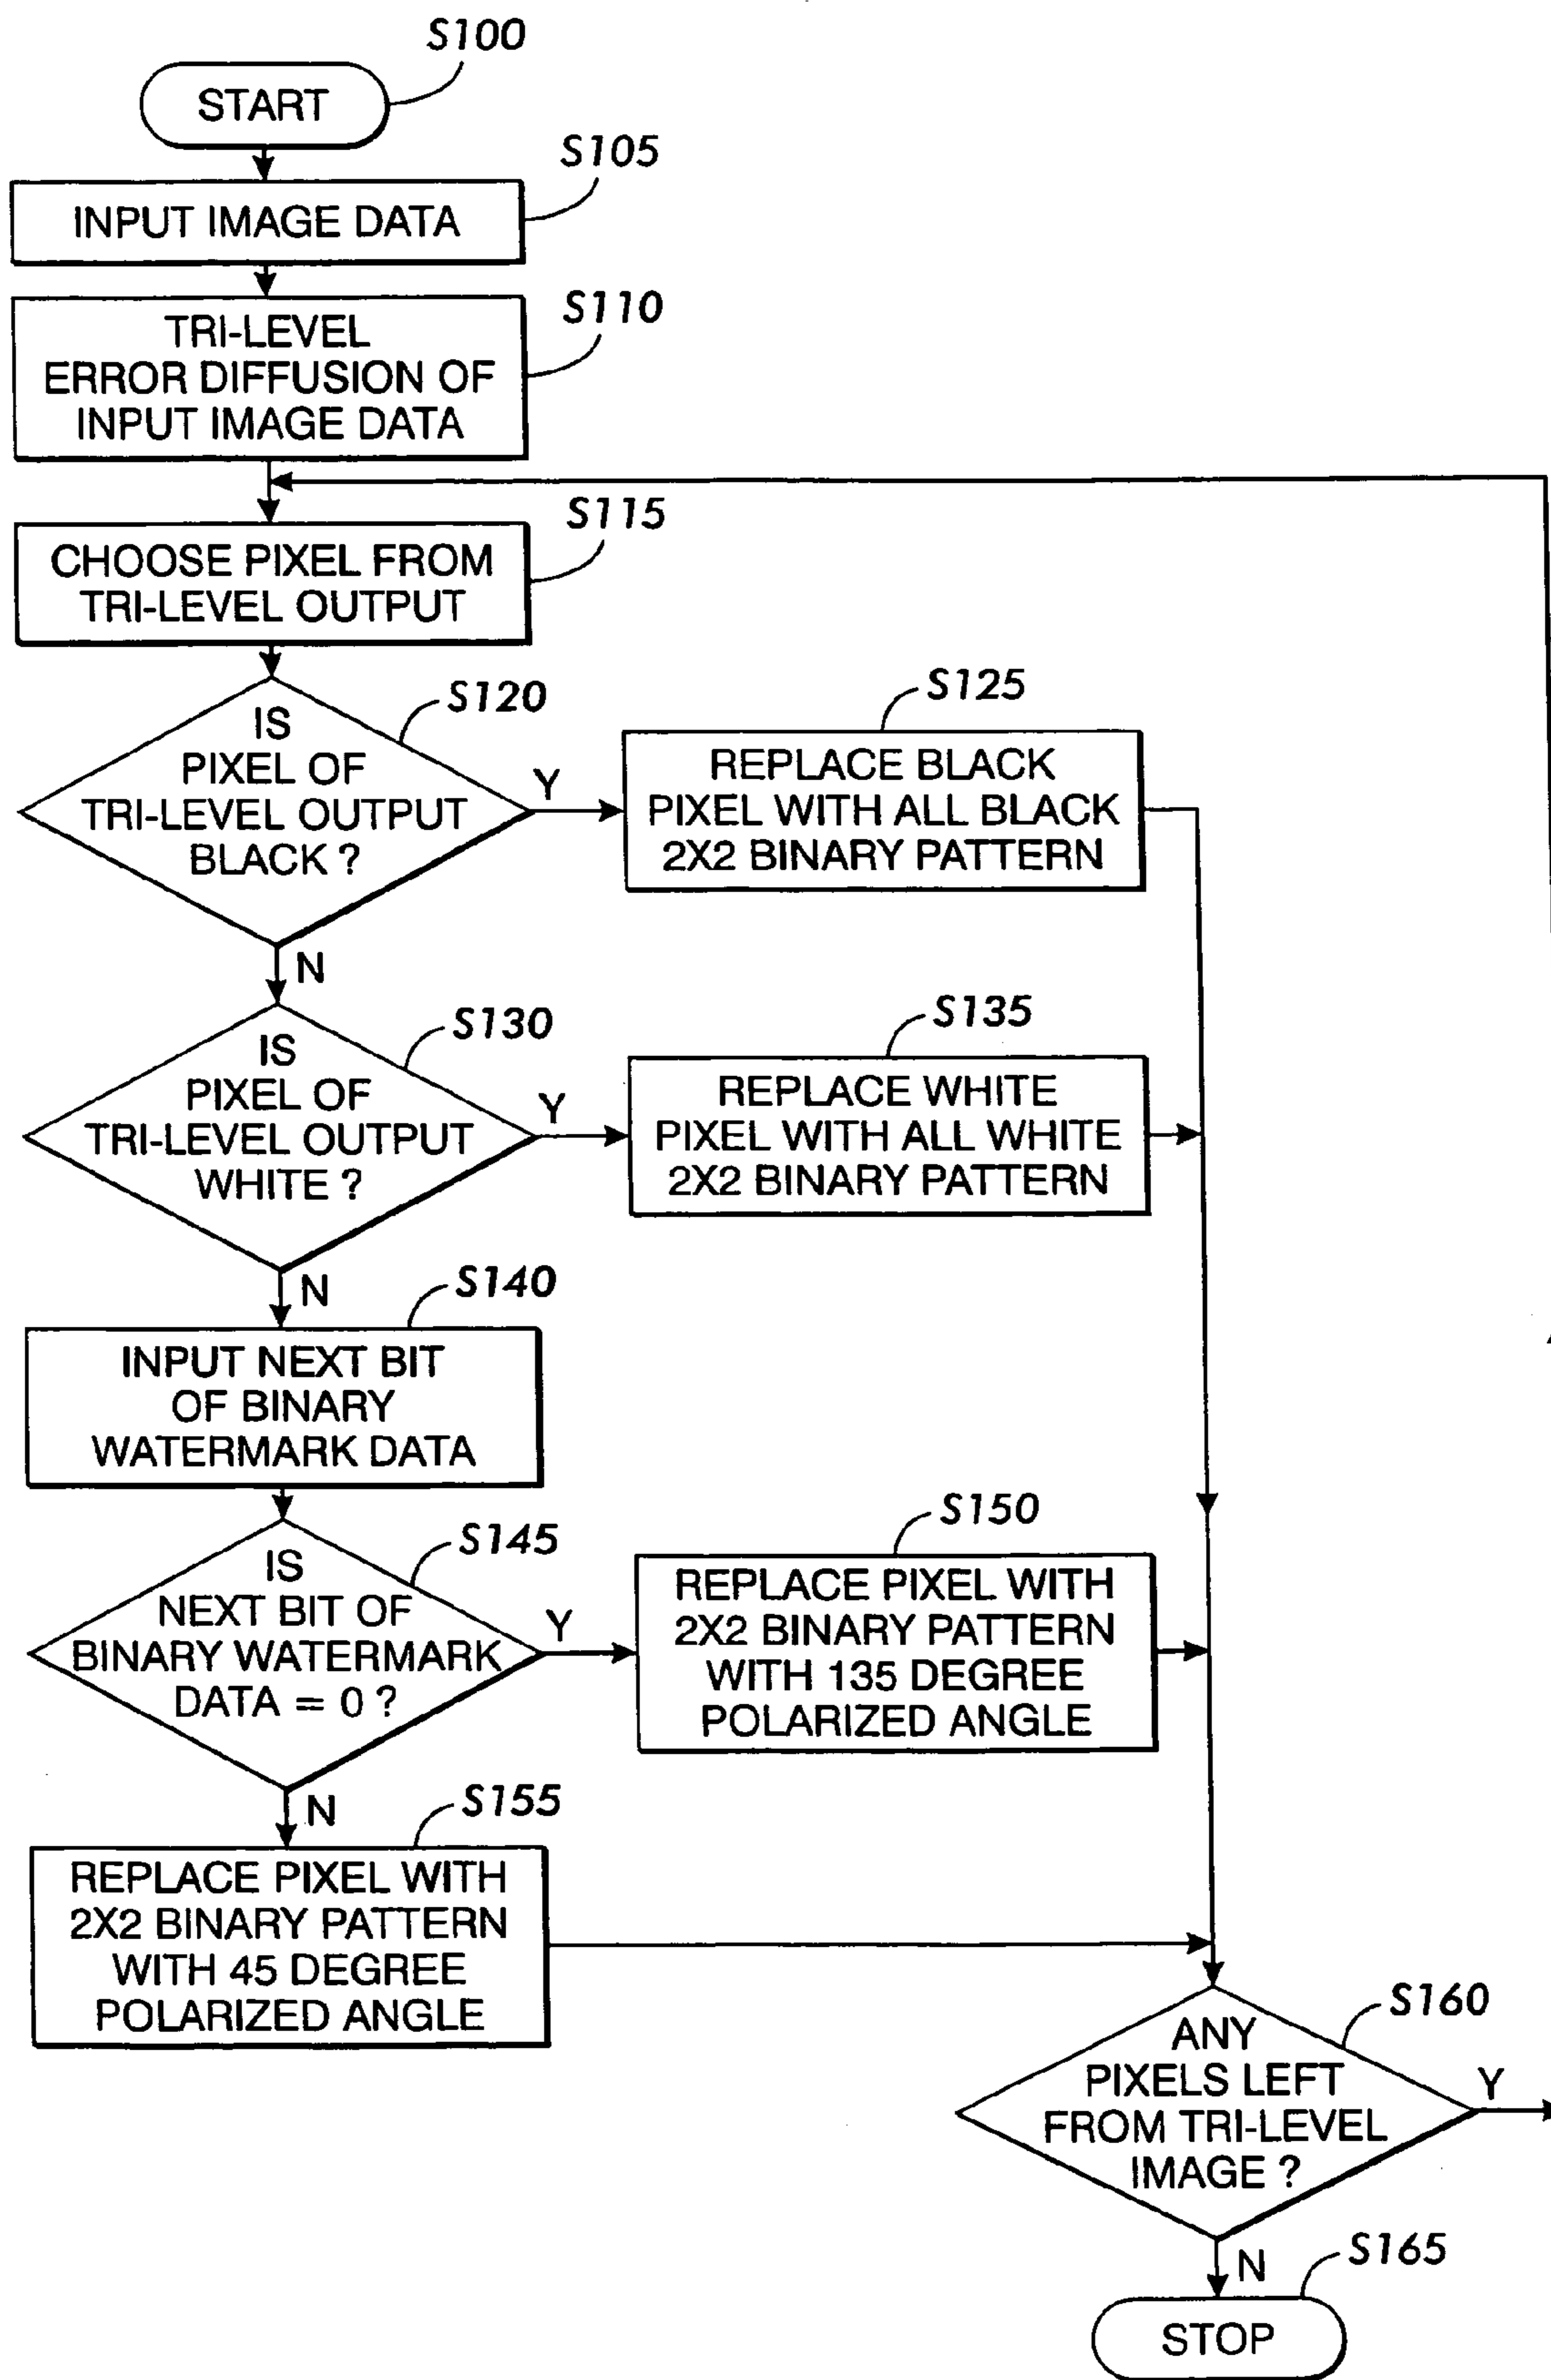 S100
START
S105
INPUT IMAGE DATA
S110
TRI-LEVEL
ERROR DIFFUSION OF
INPUT IMAGE DATA
S115
CHOOSE PIXEL FROM
TRI-LEVEL OUTPUT
S120
IS
PIXEL OF
TRI-LEVEL OUTPUT
BLACK ?
Y
N
S125
REPLACE BLACK
PIXEL WITH ALL BLACK
2X2 BINARY PATTERN
S130
IS
PIXEL OF
TRI-LEVEL OUTPUT
WHITE ?
Y
N
S135
REPLACE WHITE
PIXEL WITH ALL WHITE
2X2 BINARY PATTERN
S140
INPUT NEXT BIT
OF BINARY
WATERMARK DATA
S145
IS
NEXT BIT OF
BINARY WATERMARK
DATA = 0 ?
Y
N
S150
REPLACE PIXEL WITH
2X2 BINARY PATTERN
WITH 135 DEGREE
POLARIZED ANGLE
S155
REPLACE PIXEL WITH
2X2 BINARY PATTERN
WITH 45 DEGREE
POLARIZED ANGLE
S160
ANY
PIXELS LEFT
FROM TRI-LEVEL
IMAGE ?
Y
N
S165
STOP